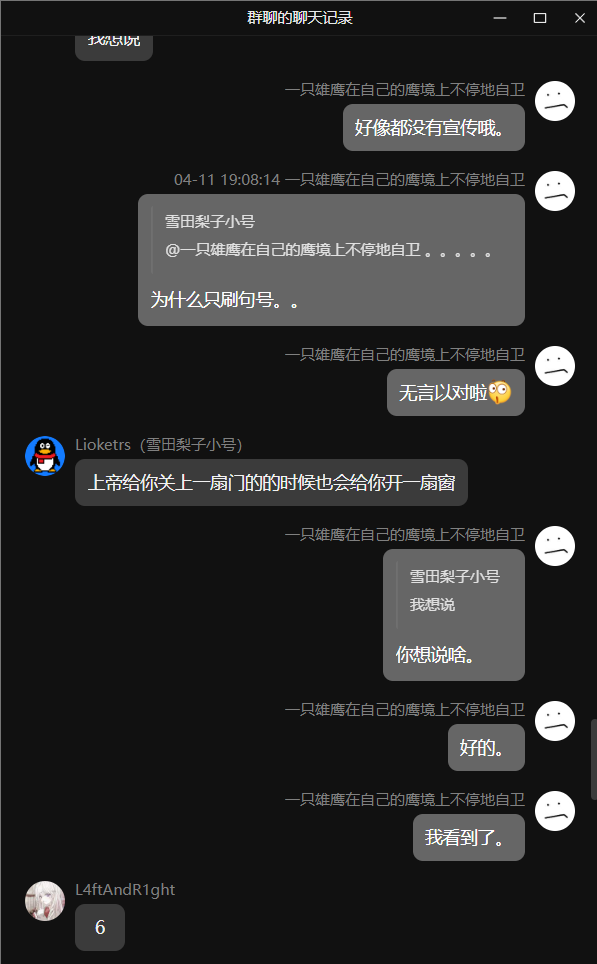 群聊的聊天记录
我想说
一只雄鹰在自己的鹰境上不停地自卫
好像都没有宣传哦。
04-11 19:08:14 一只雄鹰在自己的鹰境上不停地自卫
雪田梨子小号
@一只雄鹰在自己的鹰境上不停地自卫 。。。。。
为什么只刷句号。。
一只雄鹰在自己的鹰境上不停地自卫
无言以对啦🫣
Lioketrs（雪田梨子小号）
上帝给你关上一扇门的的时候也会给你开一扇窗
一只雄鹰在自己的鹰境上不停地自卫
雪田梨子小号
我想说
你想说啥。
一只雄鹰在自己的鹰境上不停地自卫
好的。
一只雄鹰在自己的鹰境上不停地自卫
我看到了。
L4ftAndR1ght
6